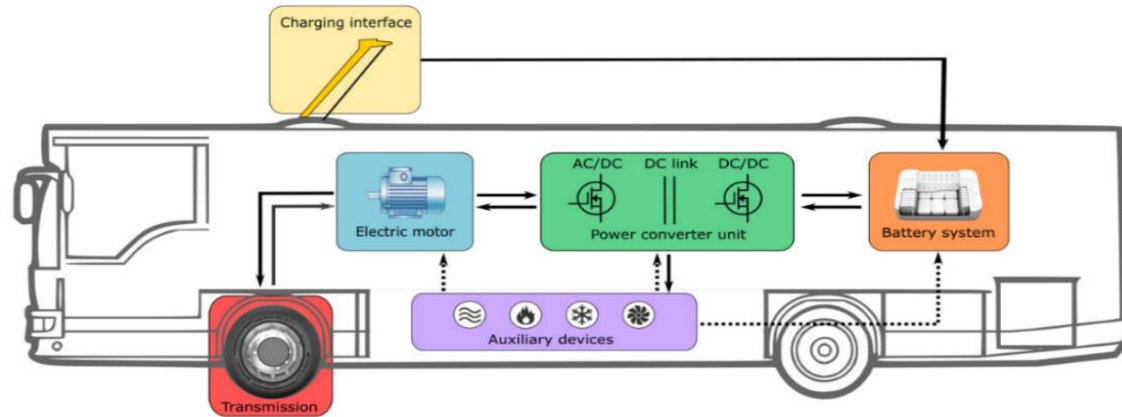 Charging interface
AC/DC DC link DC/DC
Electric motor
Power converter unit
Battery system
Auxiliary devices
Transmission